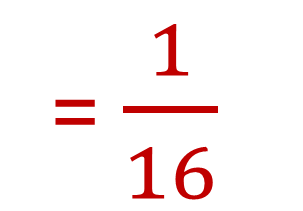 = 1/16